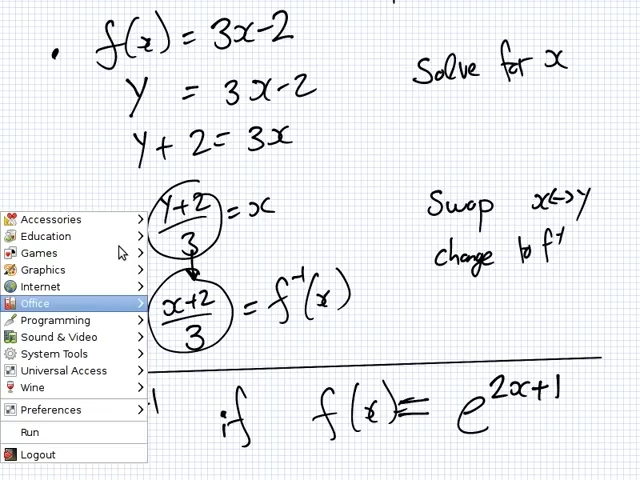 f(x) = 3x-2
Solve for x
y = 3x-2
y + 2 = 3x
y+2/3 = x
Swap x↔y
change to f⁻¹
x+2/3 = f⁻¹(x)
Accessories
Education
Games
Graphics
Internet
Office
Programming
Sound & Video
System Tools
Universal Access
Wine
Preferences
Run
Logout
-1 if f(x) = e^2x+1